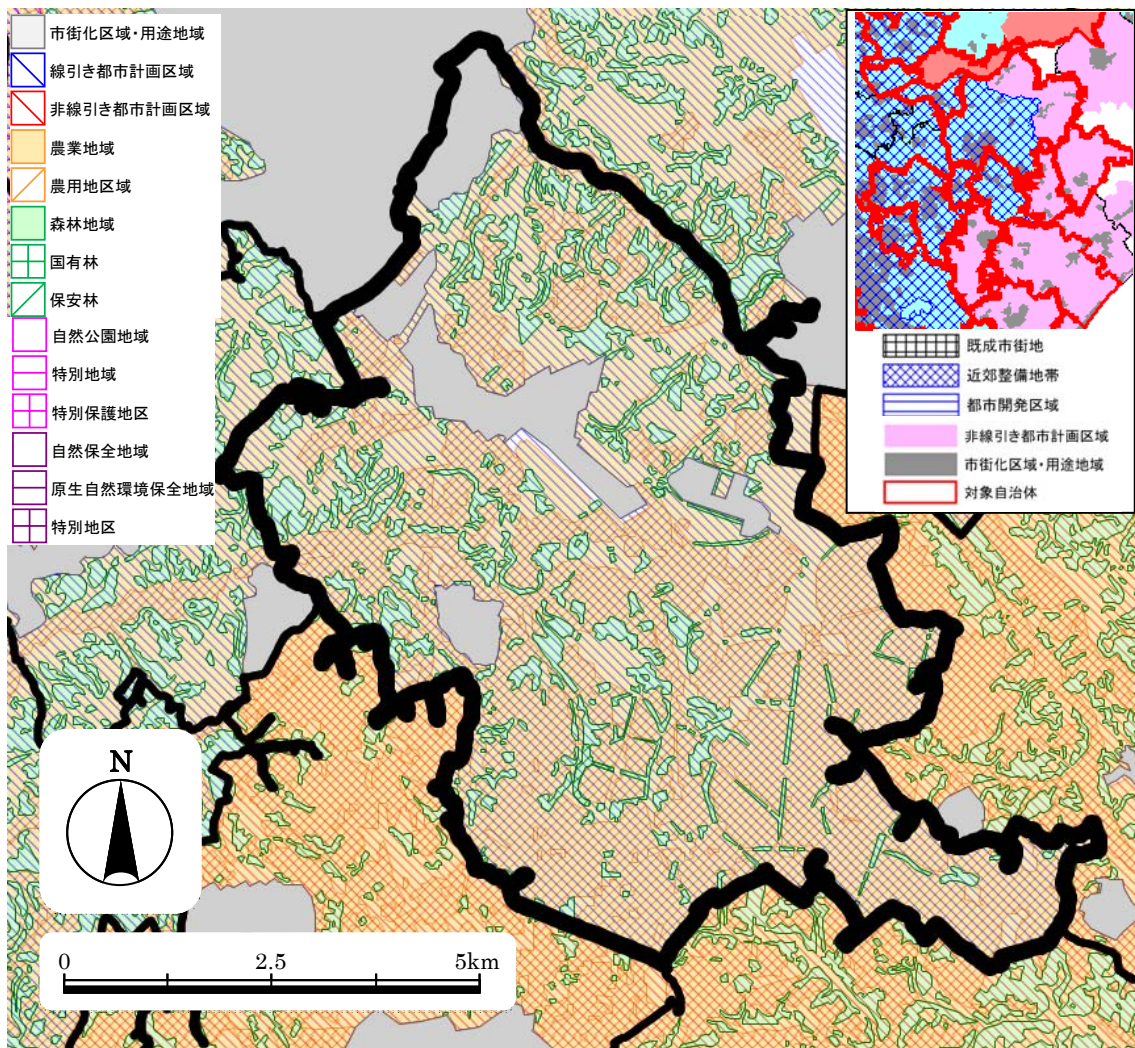 市街化区域・用途地域
線引き都市計画区域
非線引き都市計画区域
農業地域
農用地区域
森林地域
国有林
保安林
自然公園地域
特別地域
特別保護地区
自然保全地域
原生自然環境保全地域
特別地区
既成市街地
近郊整備地帯
都市開発区域
非線引き都市計画区域
市街化区域・用途地域
対象自治体
N
0 2.5 5km